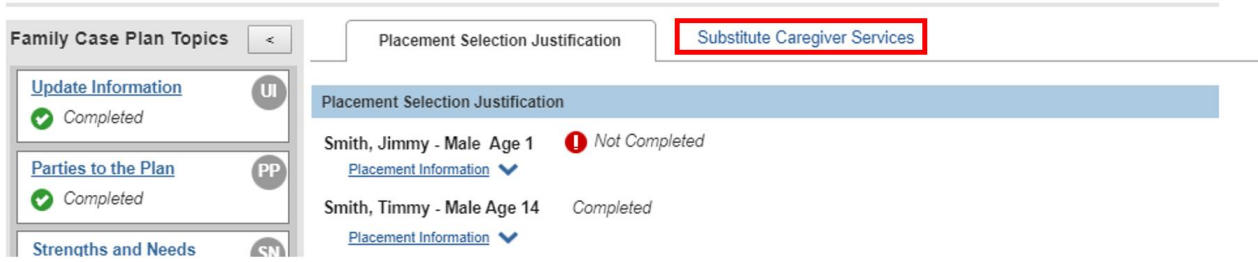 Family Case Plan Topics <
Update Information UI
Completed
Parties to the Plan PP
Completed
Strengths and Needs SN
Placement Selection Justification Substitute Caregiver Services
Placement Selection Justification
Smith, Jimmy - Male Age 1 ! Not Completed
Placement Information
Smith, Timmy - Male Age 14 Completed
Placement Information